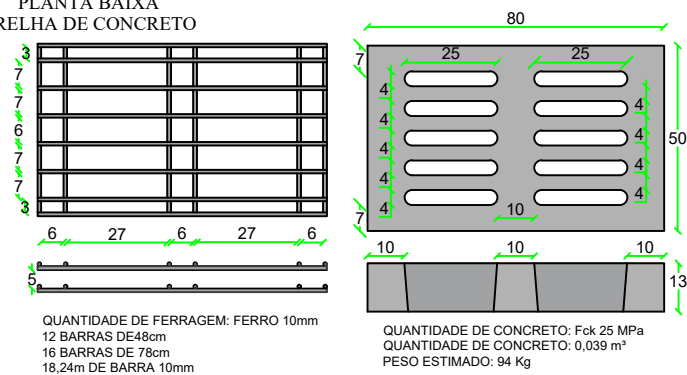 PLANTA BAIXA
RELHA DE CONCRETO
80
3
7
7
6
7
7
3
6 27 6 27 6
5
QUANTIDADE DE FERRAGEM: FERRO 10mm
12 BARRAS DE48cm
16 BARRAS DE 78cm
18,24m DE BARRA 10mm
7
25 25
4
4
4
4
4
4
4
4
4
50
7
10
10 10 10
13
QUANTIDADE DE CONCRETO: Fck 25 MPa
QUANTIDADE DE CONCRETO: 0,039 m³
PESO ESTIMADO: 94 Kg